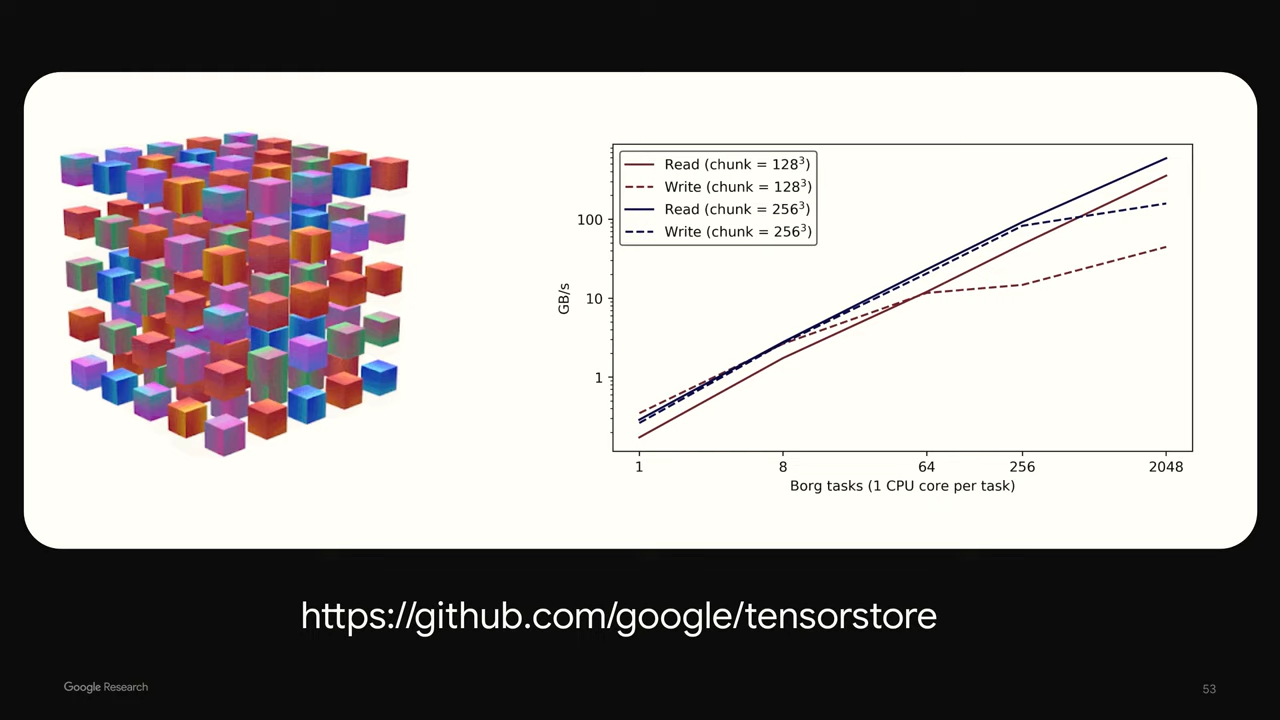 Read (chunk = 128³)
Write (chunk = 128³)
Read (chunk = 256³)
Write (chunk = 256³)
100
10
1
GB/s
1 8 64 256 2048
Borg tasks (1 CPU core per task)
https://github.com/google/tensorstore
Google Research
53